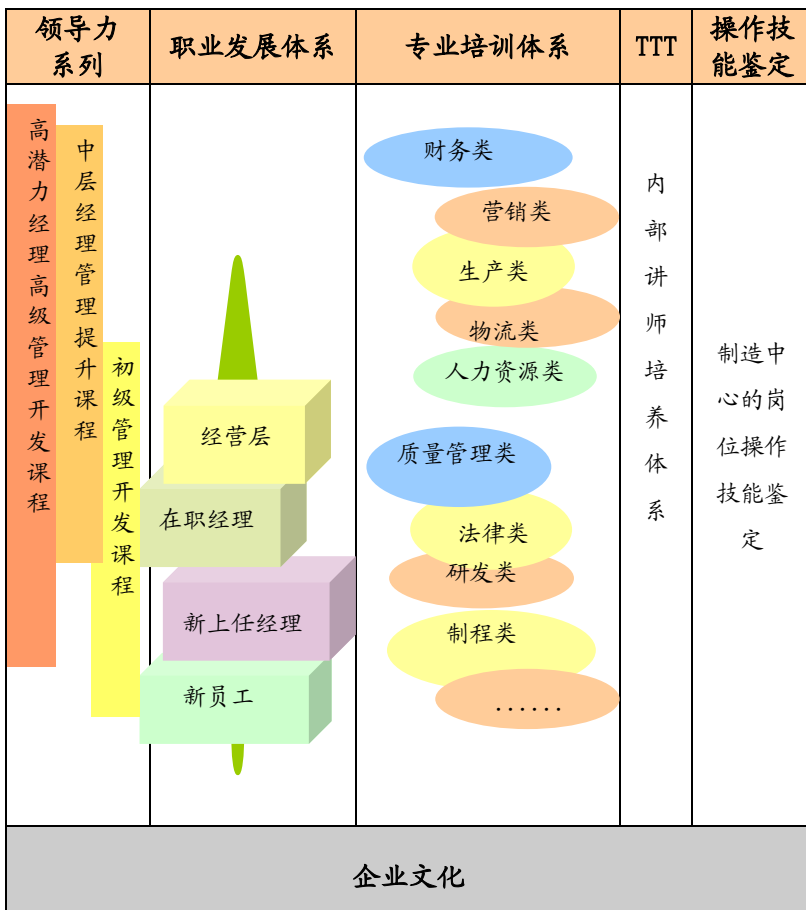 领导力
系列
职业发展体系
专业培训体系
TTT
操作技
能鉴定
高潜力经理高级管理开发课程
中层经理管理提升课程
初级管理开发课程
经营层
在职经理
新上任经理
新员工
财务类
营销类
生产类
物流类
人力资源类
质量管理类
法律类
研发类
制程类
......
内部讲师培养体系
制造中
心的岗
位操作
技能鉴
定
企业文化